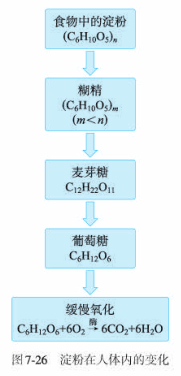 食物中的淀粉
(C₆H₁₀O₅)ₙ
糊精
(C₆H₁₀O₅)ₘ
(m<n)
麦芽糖
C₁₂H₂₂O₁₁
葡萄糖
C₆H₁₂O₆
缓慢氧化
酶
C₆H₁₂O₆+6O₂→6CO₂+6H₂O
图7-26 淀粉在人体内的变化